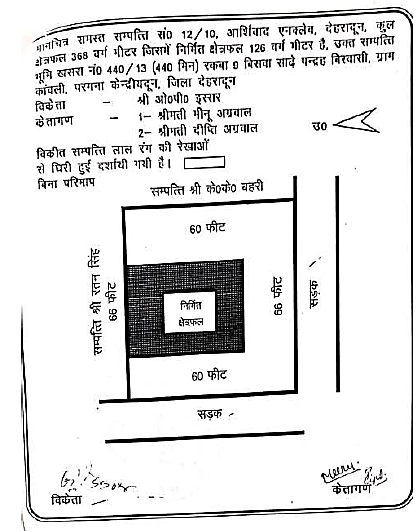 मानचित्र समस्त सम्पत्ति सं0 12/10, आर्शिवाद एनक्लेव, देहरादून, कुल
क्षेत्रफल 368 वर्ग मीटर जिसमें निर्मित क्षेत्रफल 126 वर्ग मीटर है, उक्त सम्पत्ति
भूमि खसरा नं0 440/13 (440 मिन) रकबा 9 बिसवा साढ़े पन्द्रह बिस्वासी, ग्राम
कांवली, परगना केन्द्रीयदून, जिला देहरादून
विकेता – श्री ओ0पी0 इस्सार
केतागण – 1– श्रीमती मीनू अग्रवाल
2– श्रीमती दीप्ति अग्रवाल
उ0
विकीत सम्पत्ति लाल रंग की रेखाओं
से घिरी हुई दर्शायी गयी है।
बिना परिमाप
सम्पत्ति श्री के0के0 बहरी
60 फीट
सम्पत्ति श्री रतन सिंह
66 फीट
निर्मित
क्षेत्रफल
66 फीट
सड़क
60 फीट
सड़क
विकेता
केतागण